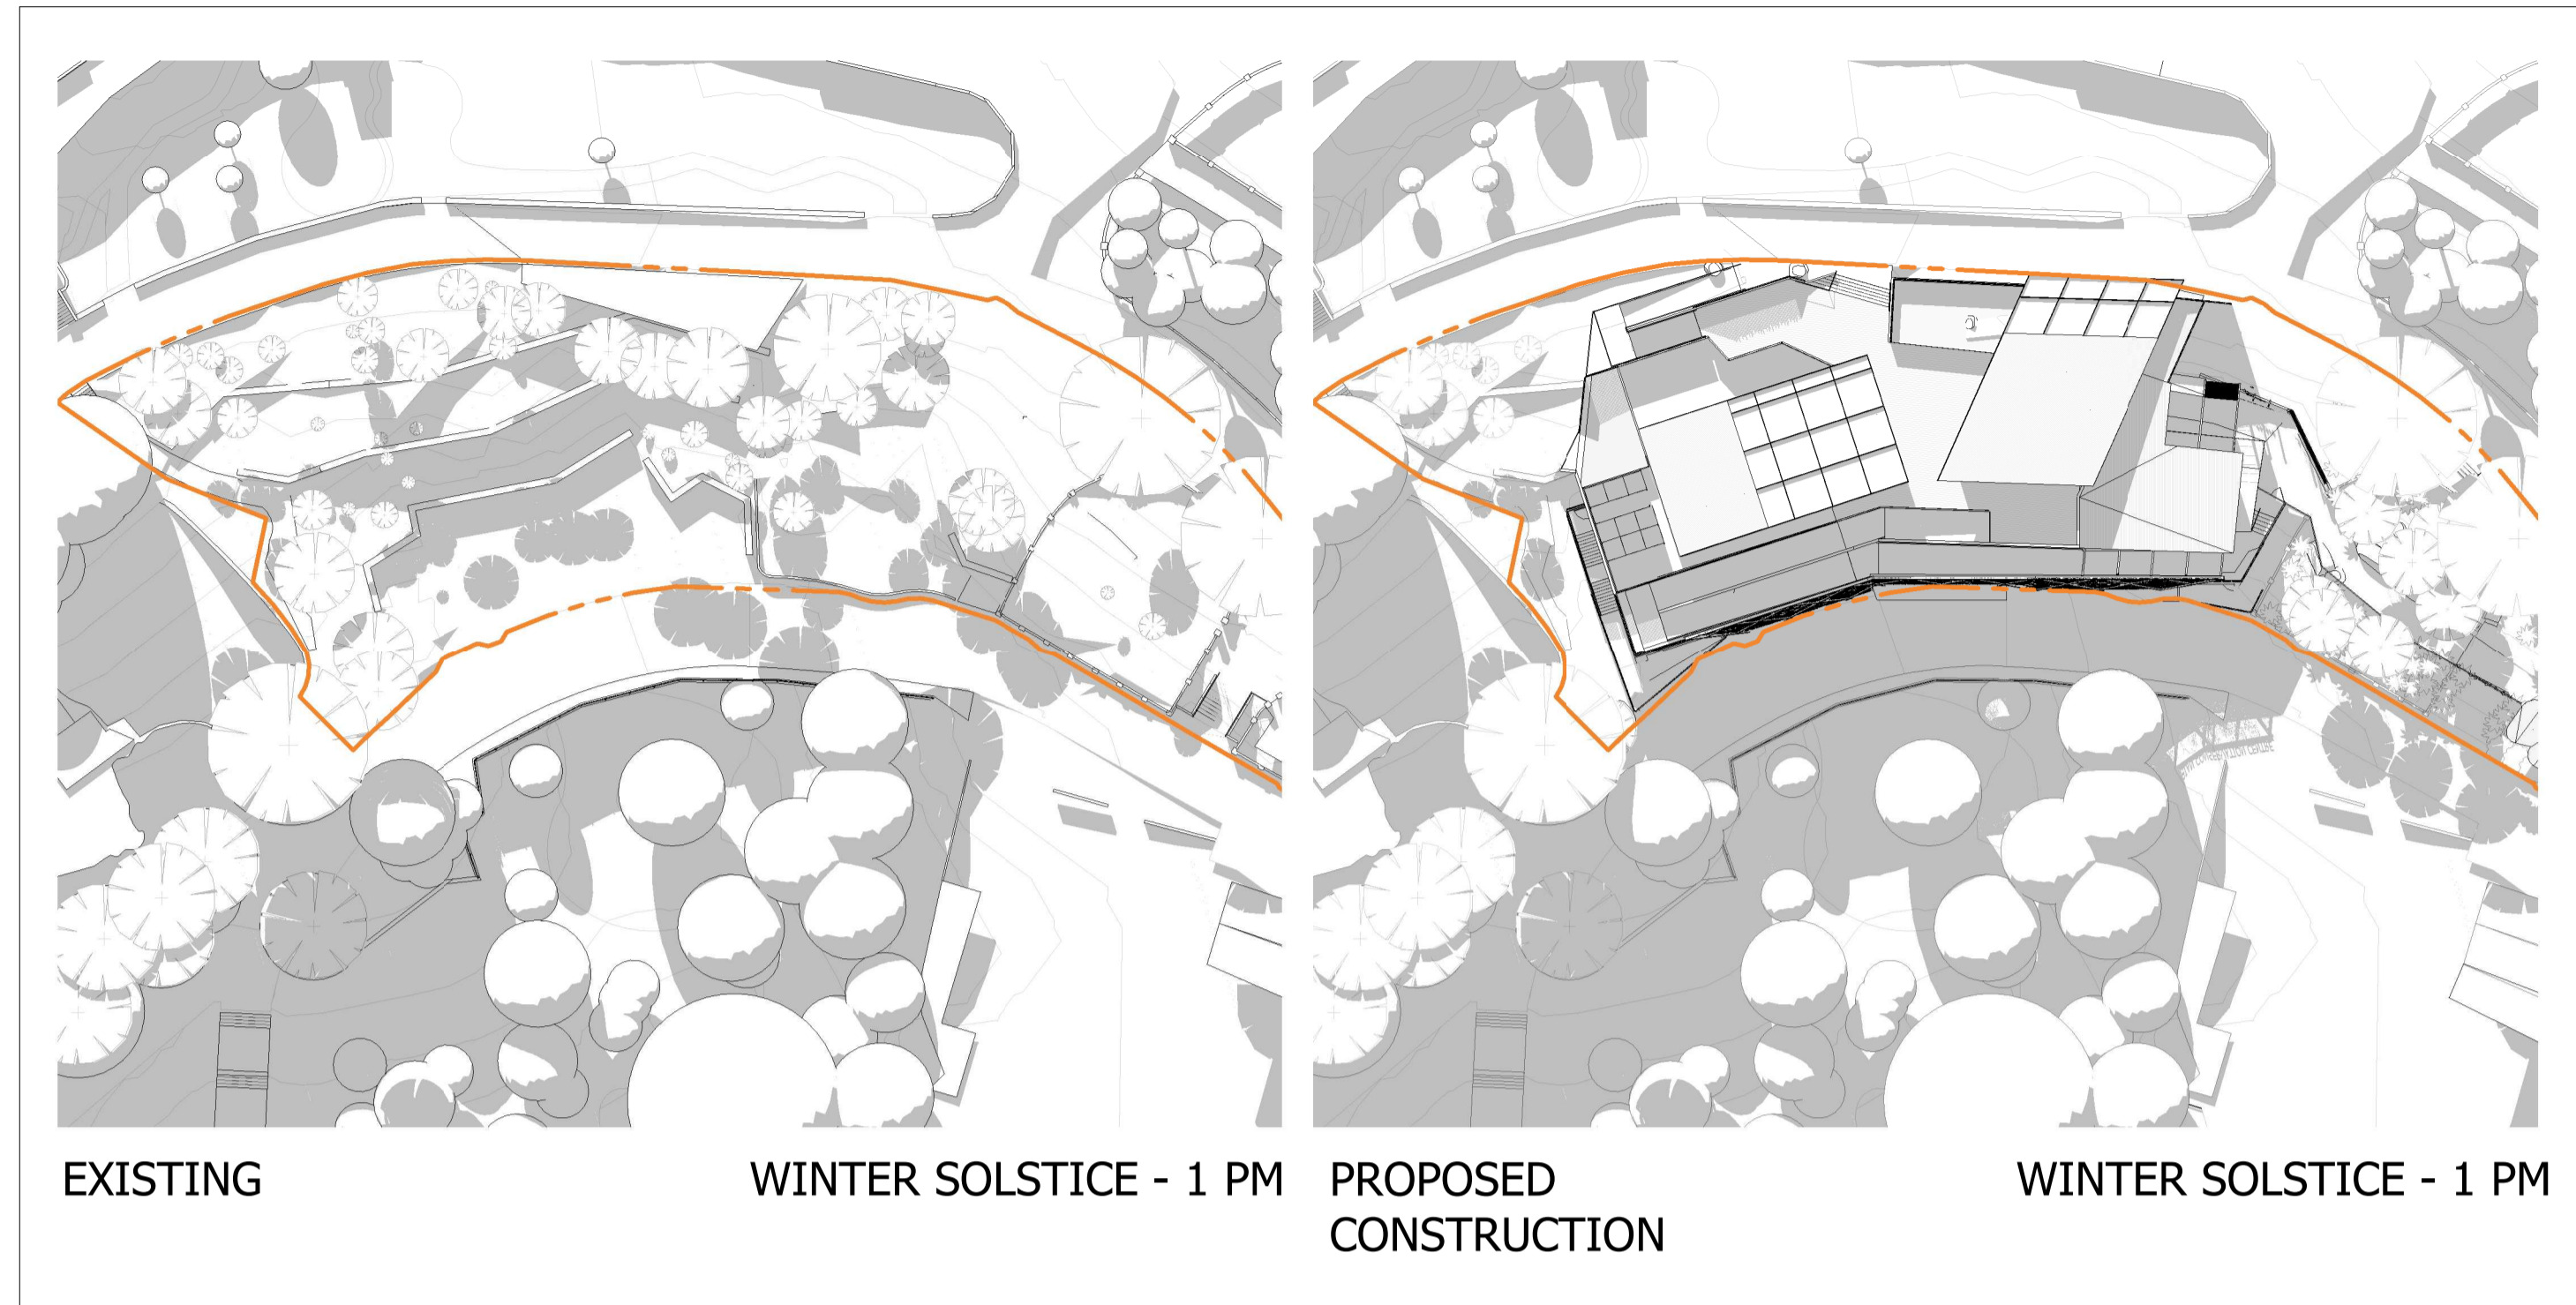 EXISTING
WINTER SOLSTICE - 1 PM
PROPOSED
CONSTRUCTION
WINTER SOLSTICE - 1 PM